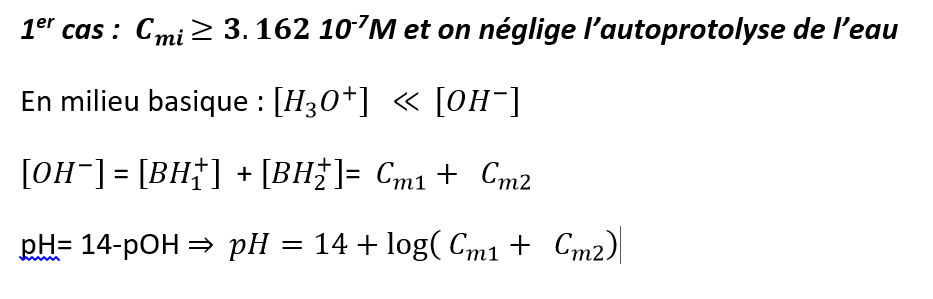 1er cas : Cmi ≥ 3.162 10⁻⁷M et on néglige l’autoprotolyse de l’eau
En milieu basique : [H₃O⁺] ≪ [OH⁻]
[OH⁻] = [BH₁⁺] + [BH₂⁺]= Cm1 + Cm2
pH= 14-pOH ⇒ pH = 14 + log( Cm1 + Cm2)